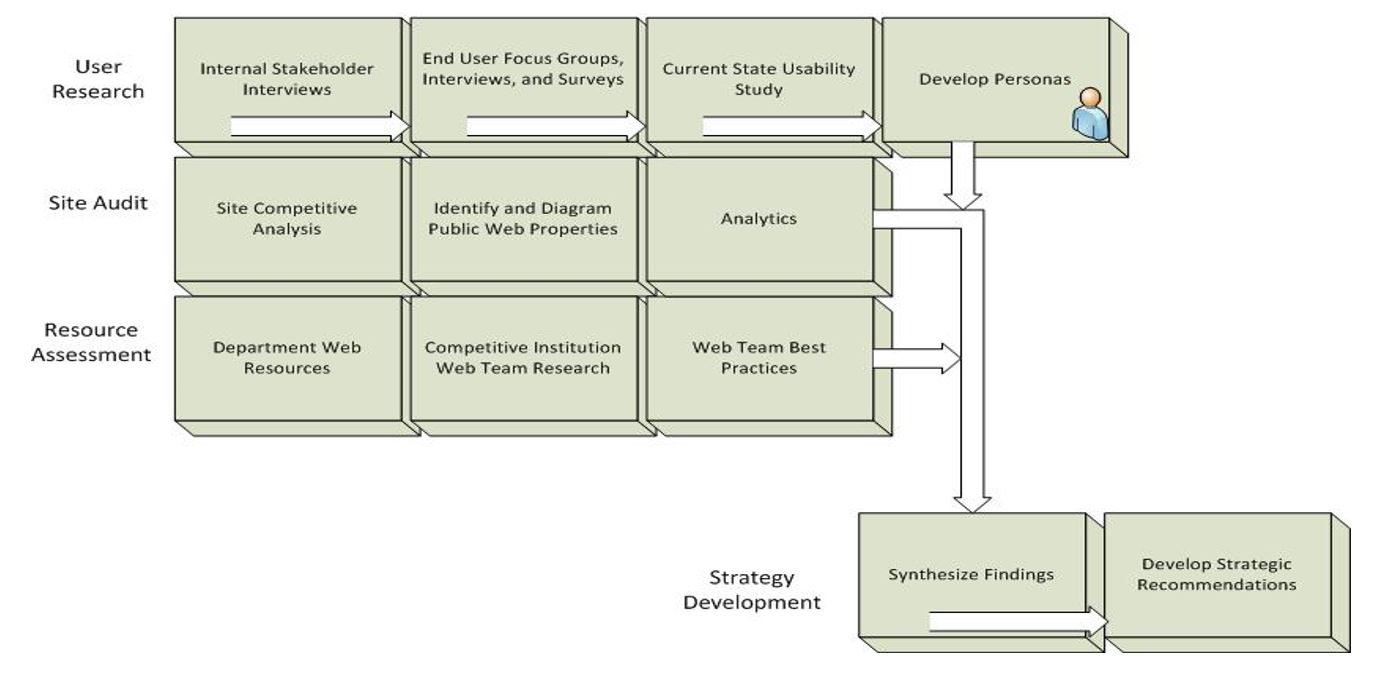 User
Research
Internal Stakeholder
Interviews
End User Focus Groups,
Interviews, and Surveys
Current State Usability
Study
Develop Personas
Site Audit
Site Competitive
Analysis
Identify and Diagram
Public Web Properties
Analytics
Resource
Assessment
Department Web
Resources
Competitive Institution
Web Team Research
Web Team Best
Practices
Strategy
Development
Synthesize Findings
Develop Strategic
Recommendations